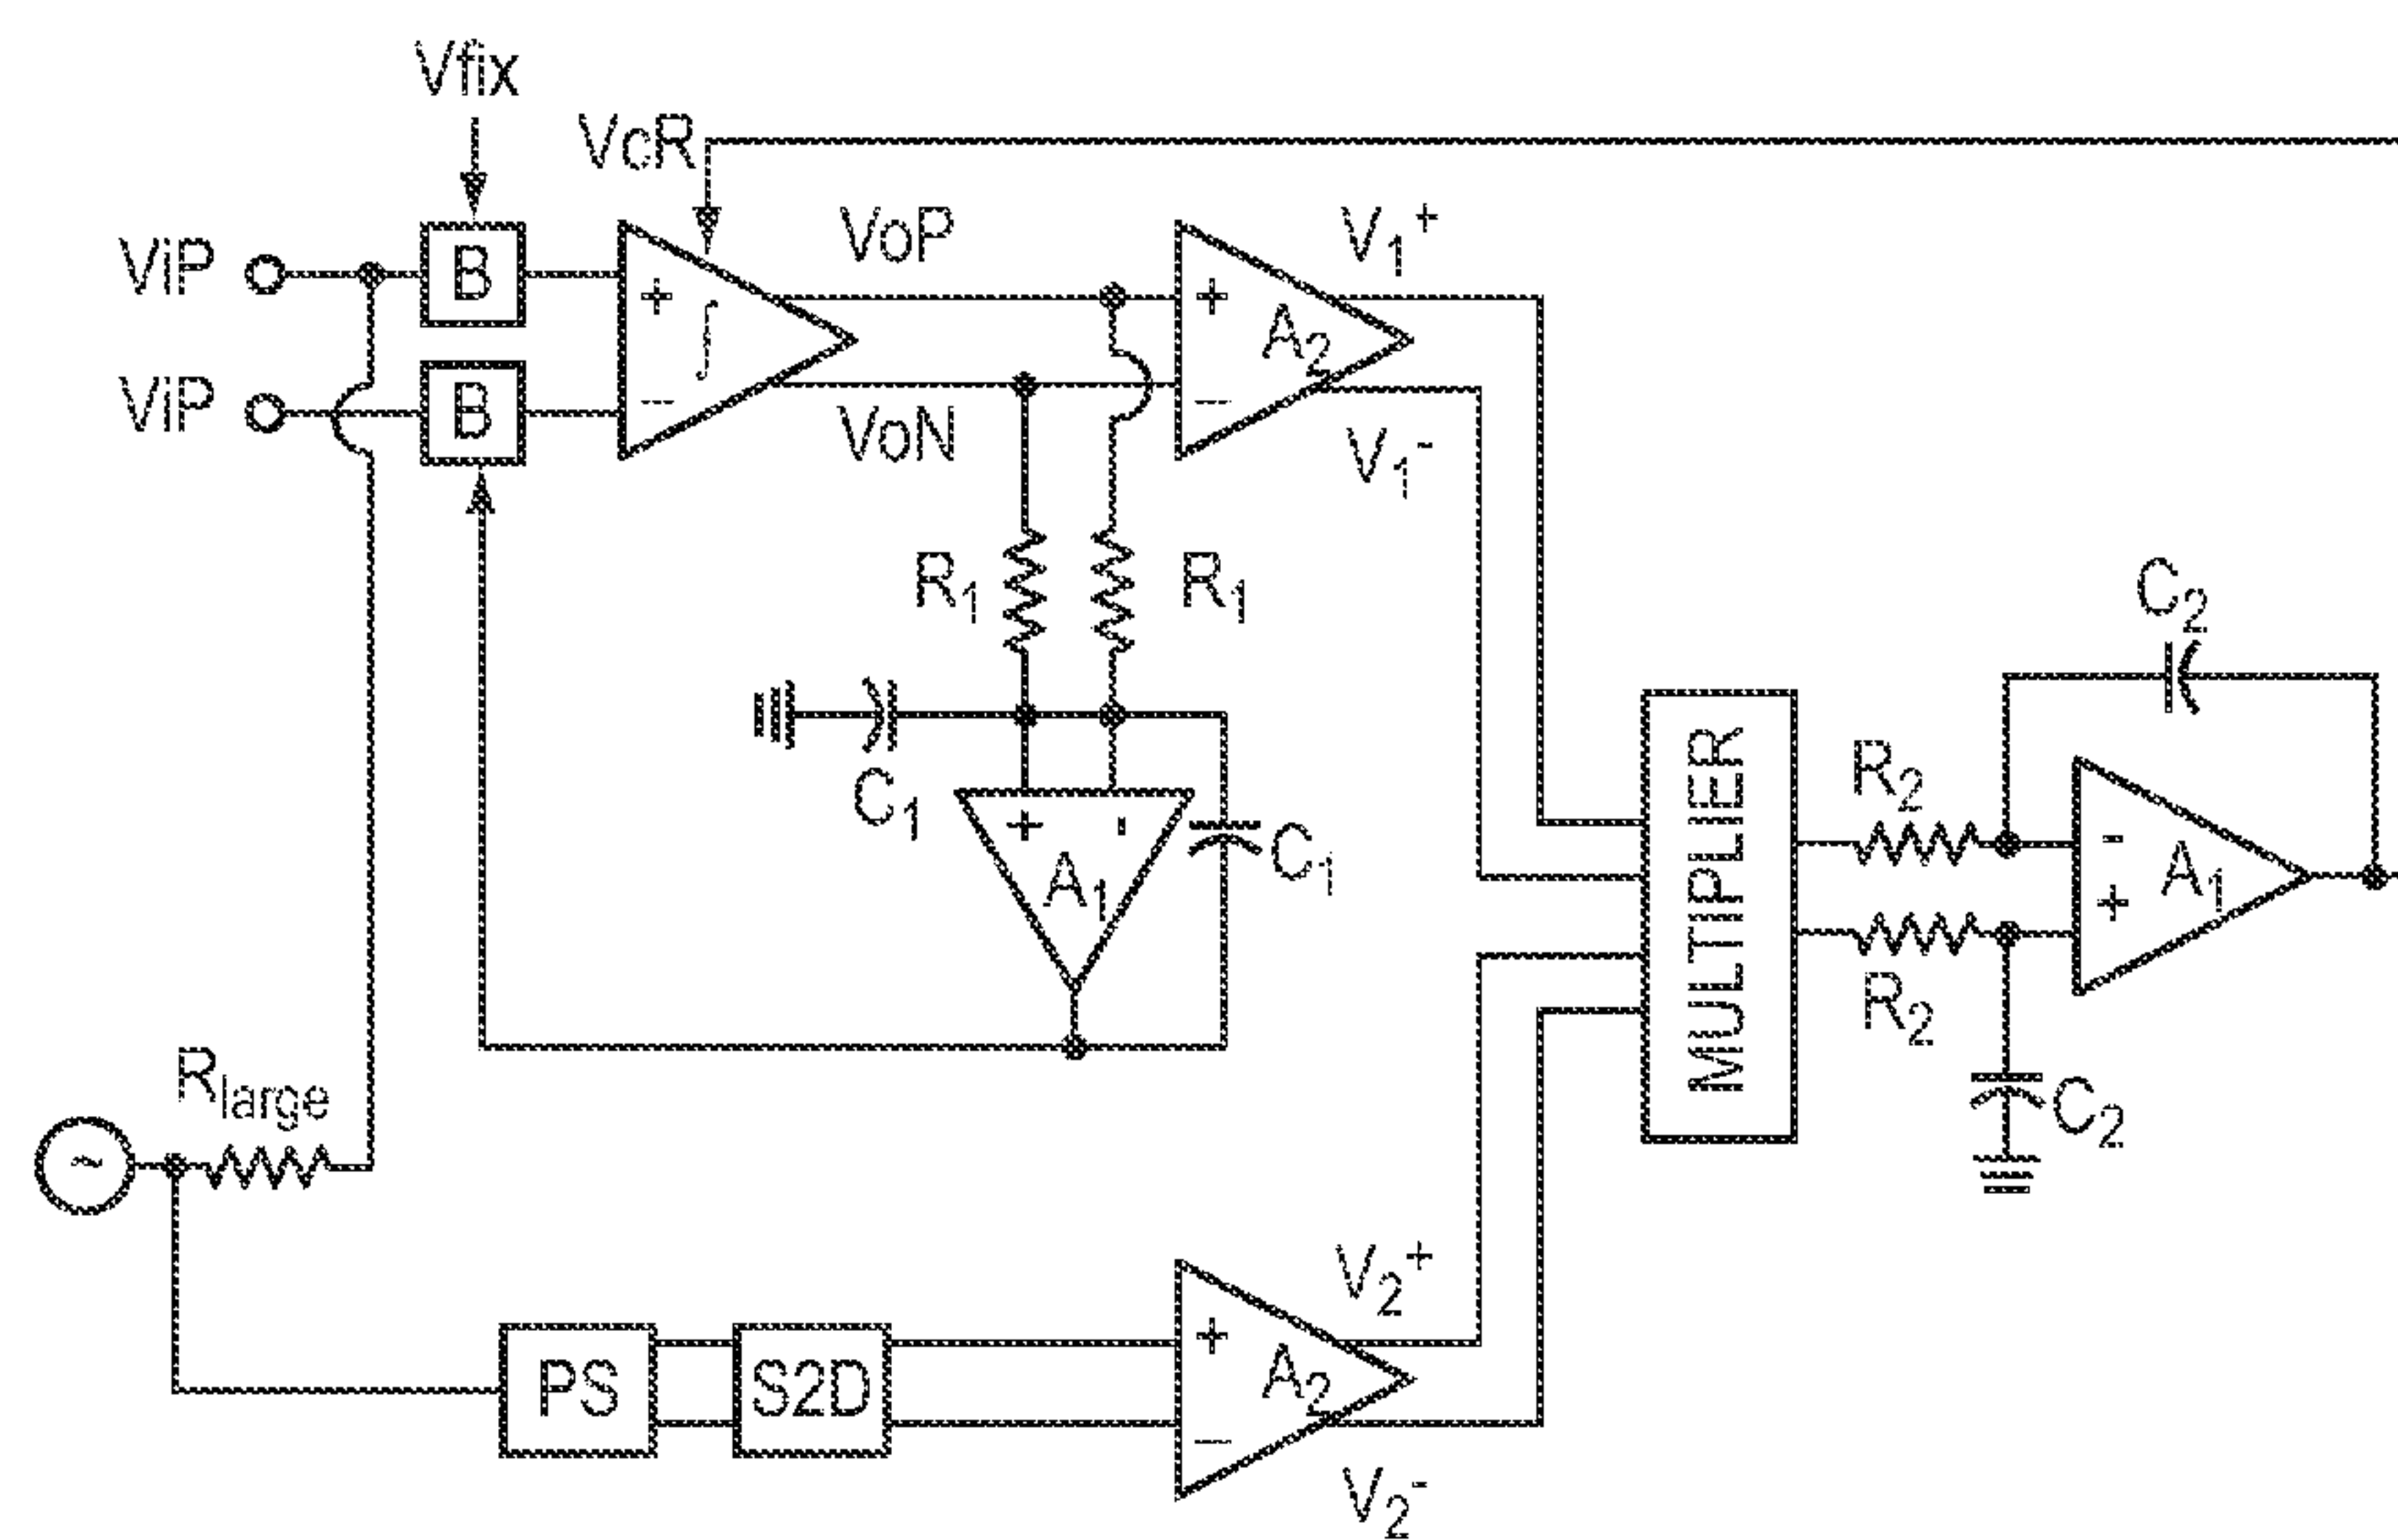 Vfix
VcR
ViP
B
+
∫
−
VoP
VoN
ViP
B
+
A2
−
V1+
V1-
R1
R1
C1
+ -
A1
C1
C2
MULTIPLIER
R2
R2
-
+
A1
C2
Rlarge
~
PS
S2D
+
A2
−
V2+
V2-